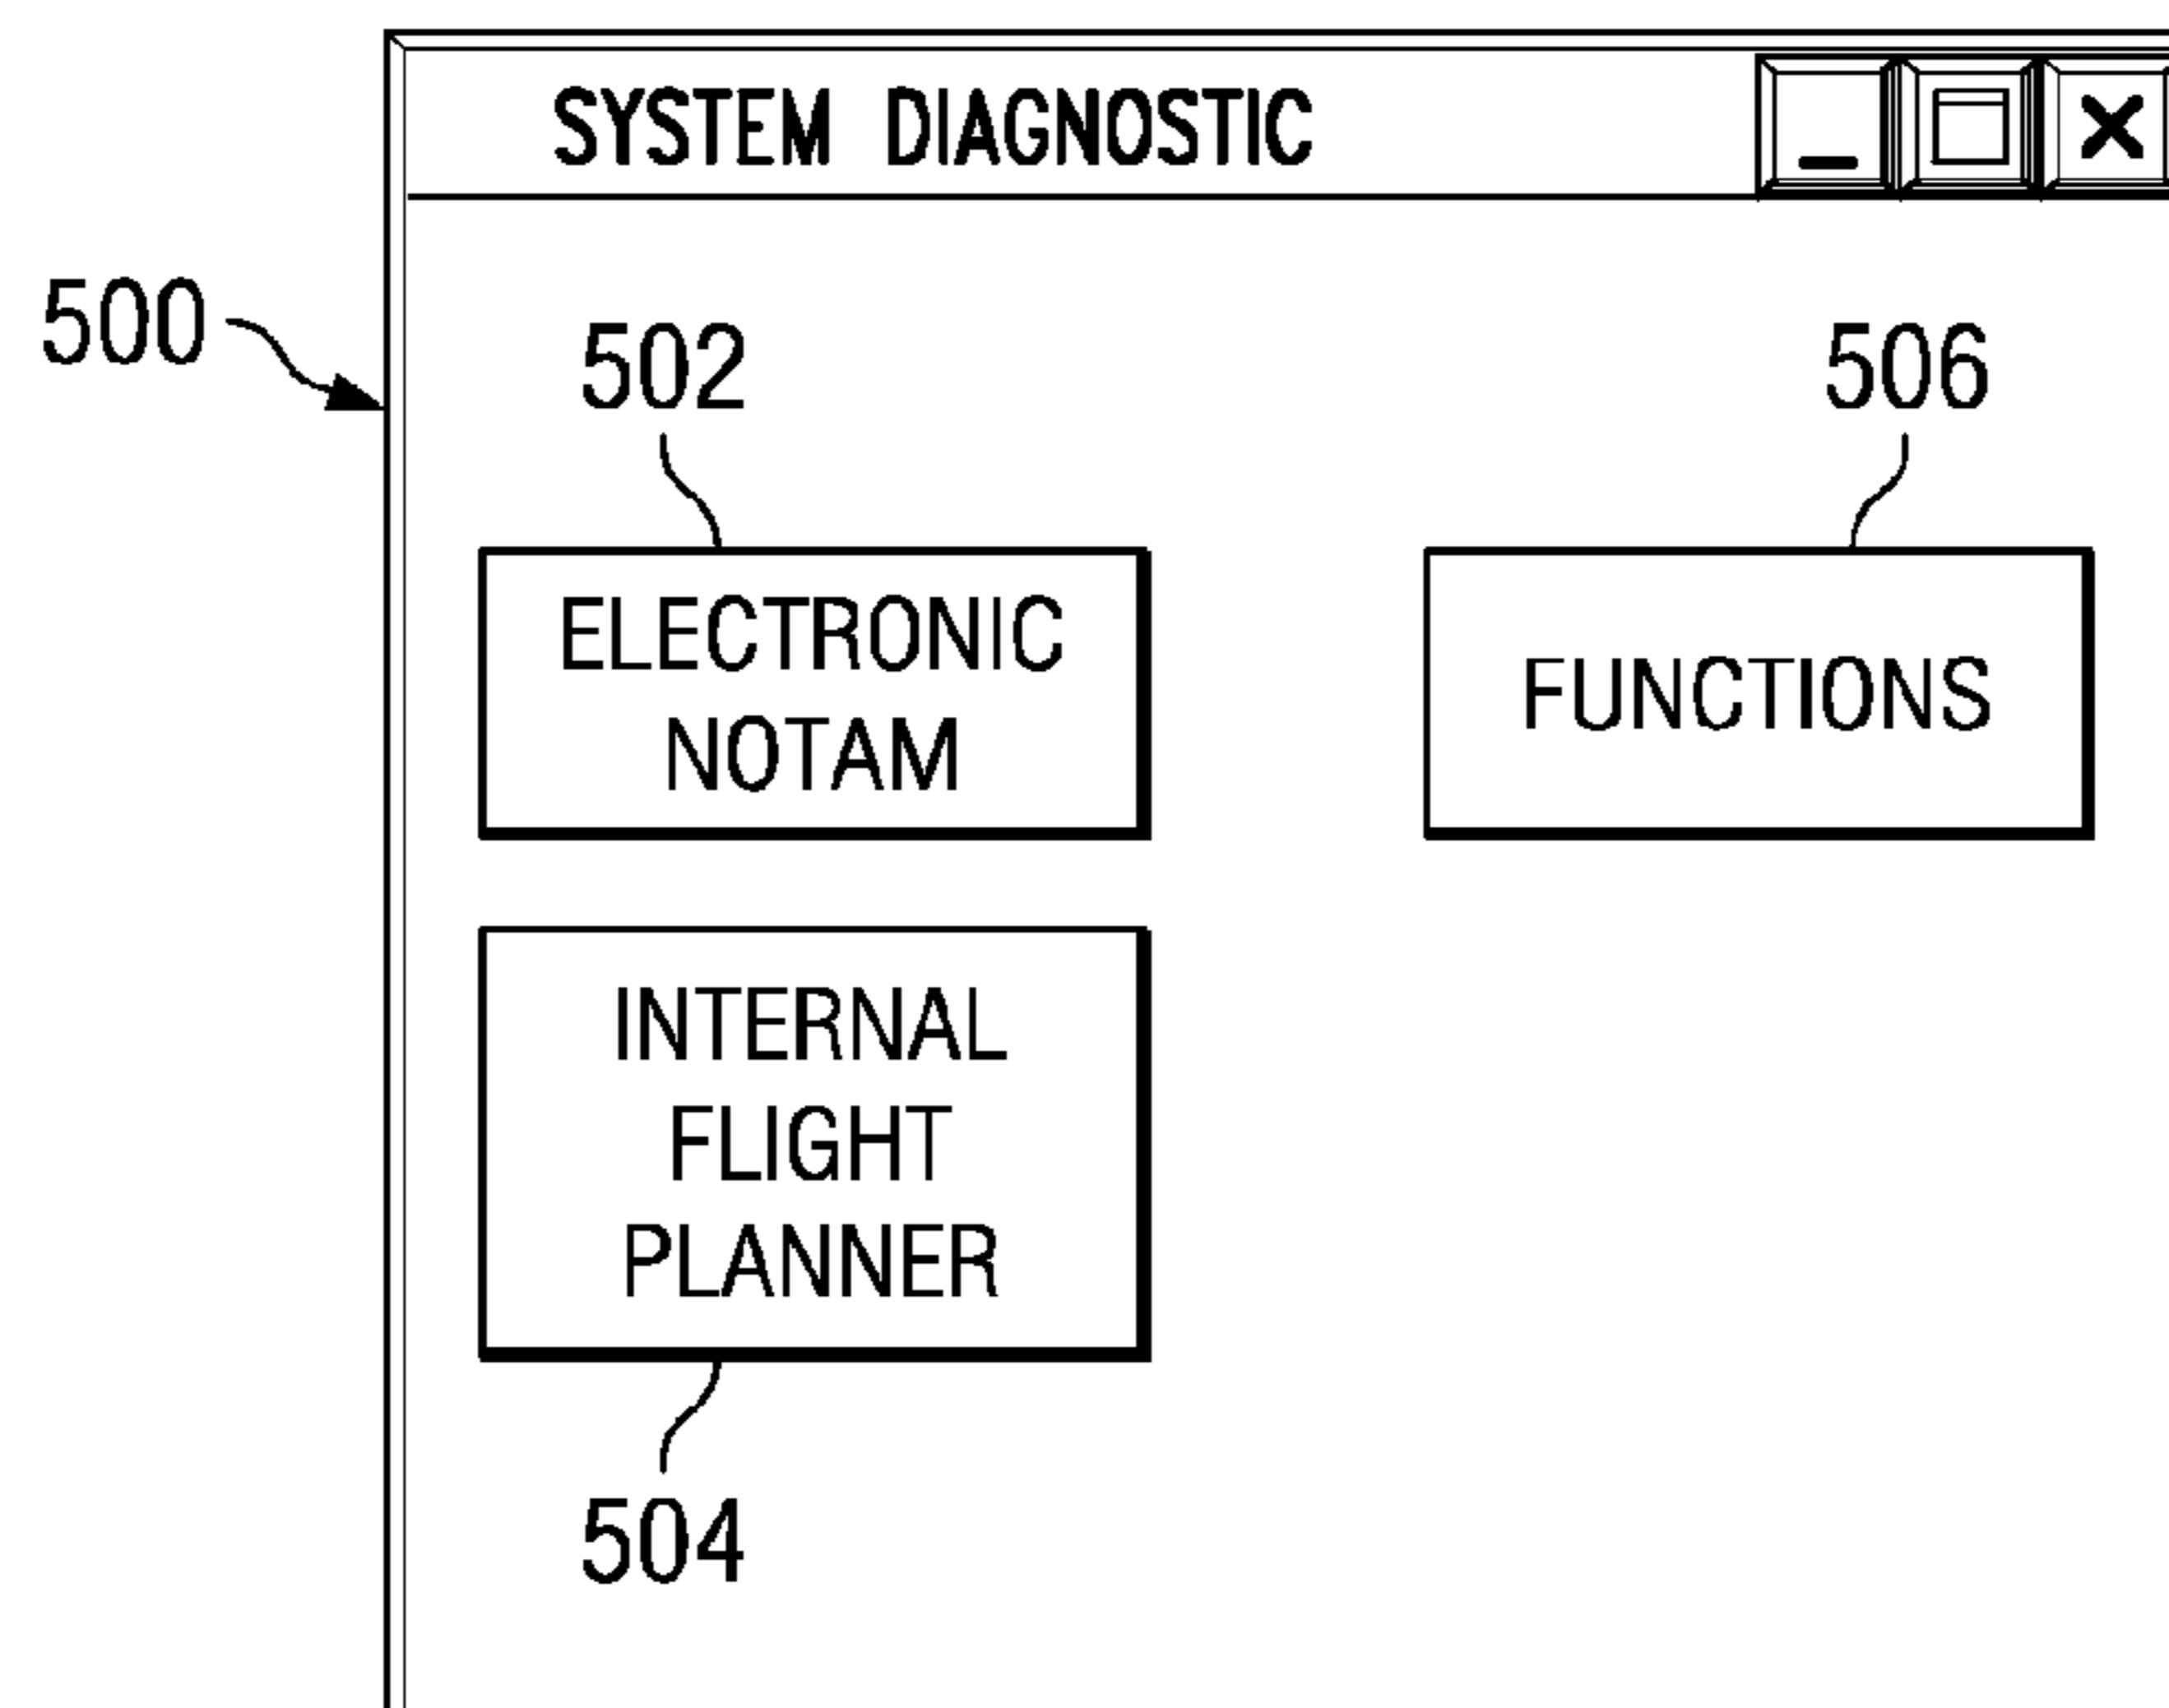 SYSTEM DIAGNOSTIC
500
502
506
ELECTRONIC
NOTAM
FUNCTIONS
INTERNAL
FLIGHT
PLANNER
504